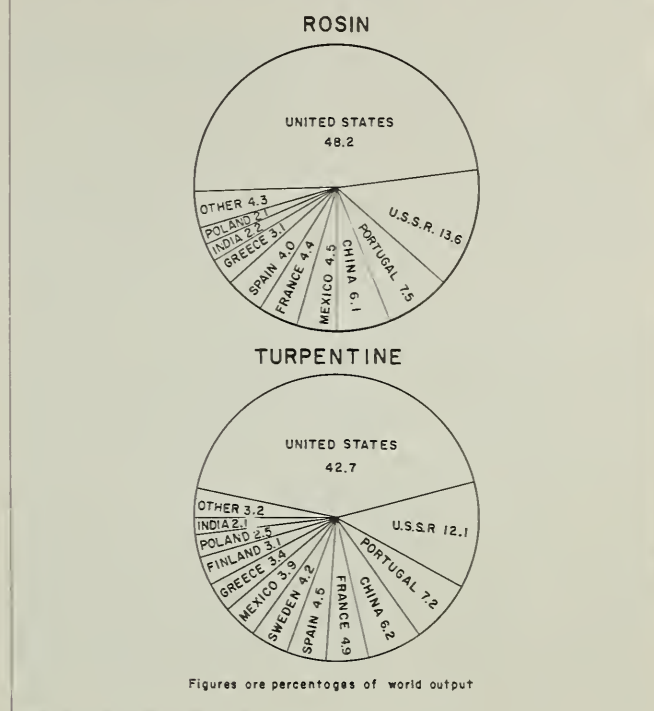 ROSIN
UNITED STATES
48.2
U.S.S.R. 13.6
PORTUGAL 7.5
CHINA 6.1
MEXICO 4.5
FRANCE 4.4
SPAIN 4.0
GREECE 3.1
INDIA 2.2
POLAND 2.1
OTHER 4.3
TURPENTINE
UNITED STATES
42.7
U.S.S.R 12.1
PORTUGAL 7.2
CHINA 6.2
FRANCE 4.9
SPAIN 4.5
SWEDEN 4.2
MEXICO 3.9
GREECE 3.4
FINLAND 3.1
POLAND 2.5
INDIA 2.1
OTHER 3.2
Figures are percentages of world output